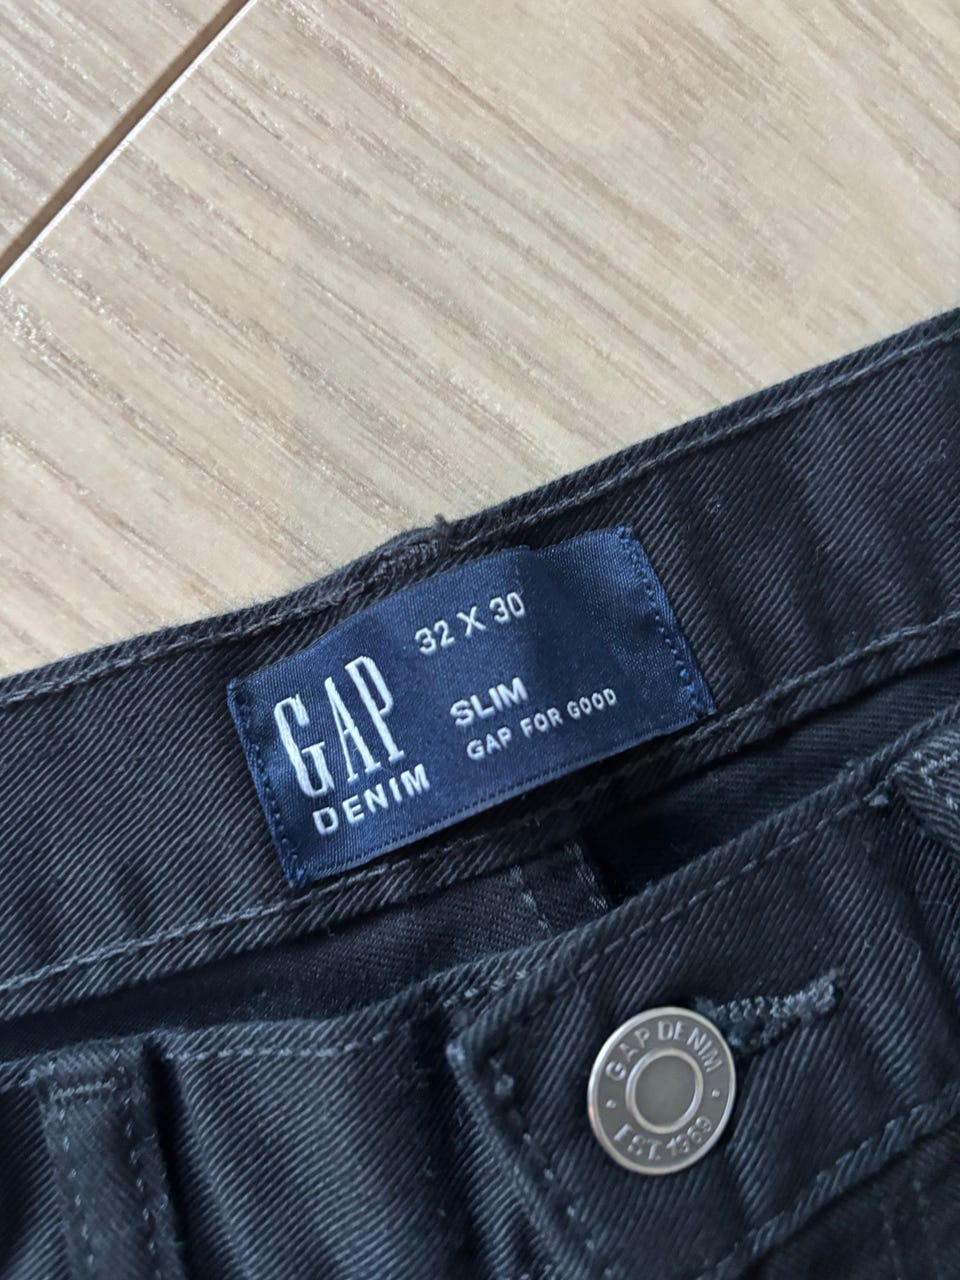 32 X 30
GAP
DENIM
SLIM
GAP FOR GOOD
GAP DENIM
EST. 1969